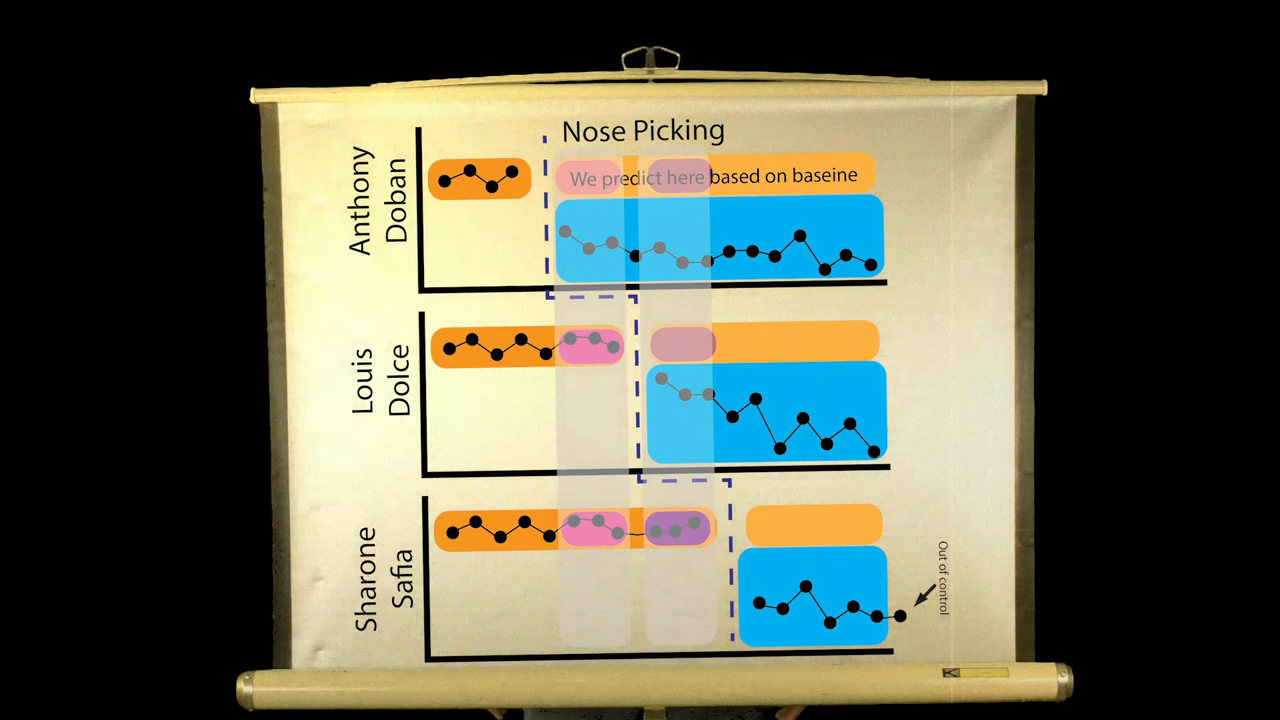 Nose Picking
Anthony
Doban
We predict here based on baseine
Louis
Dolce
Sharone
Safia
Out of control